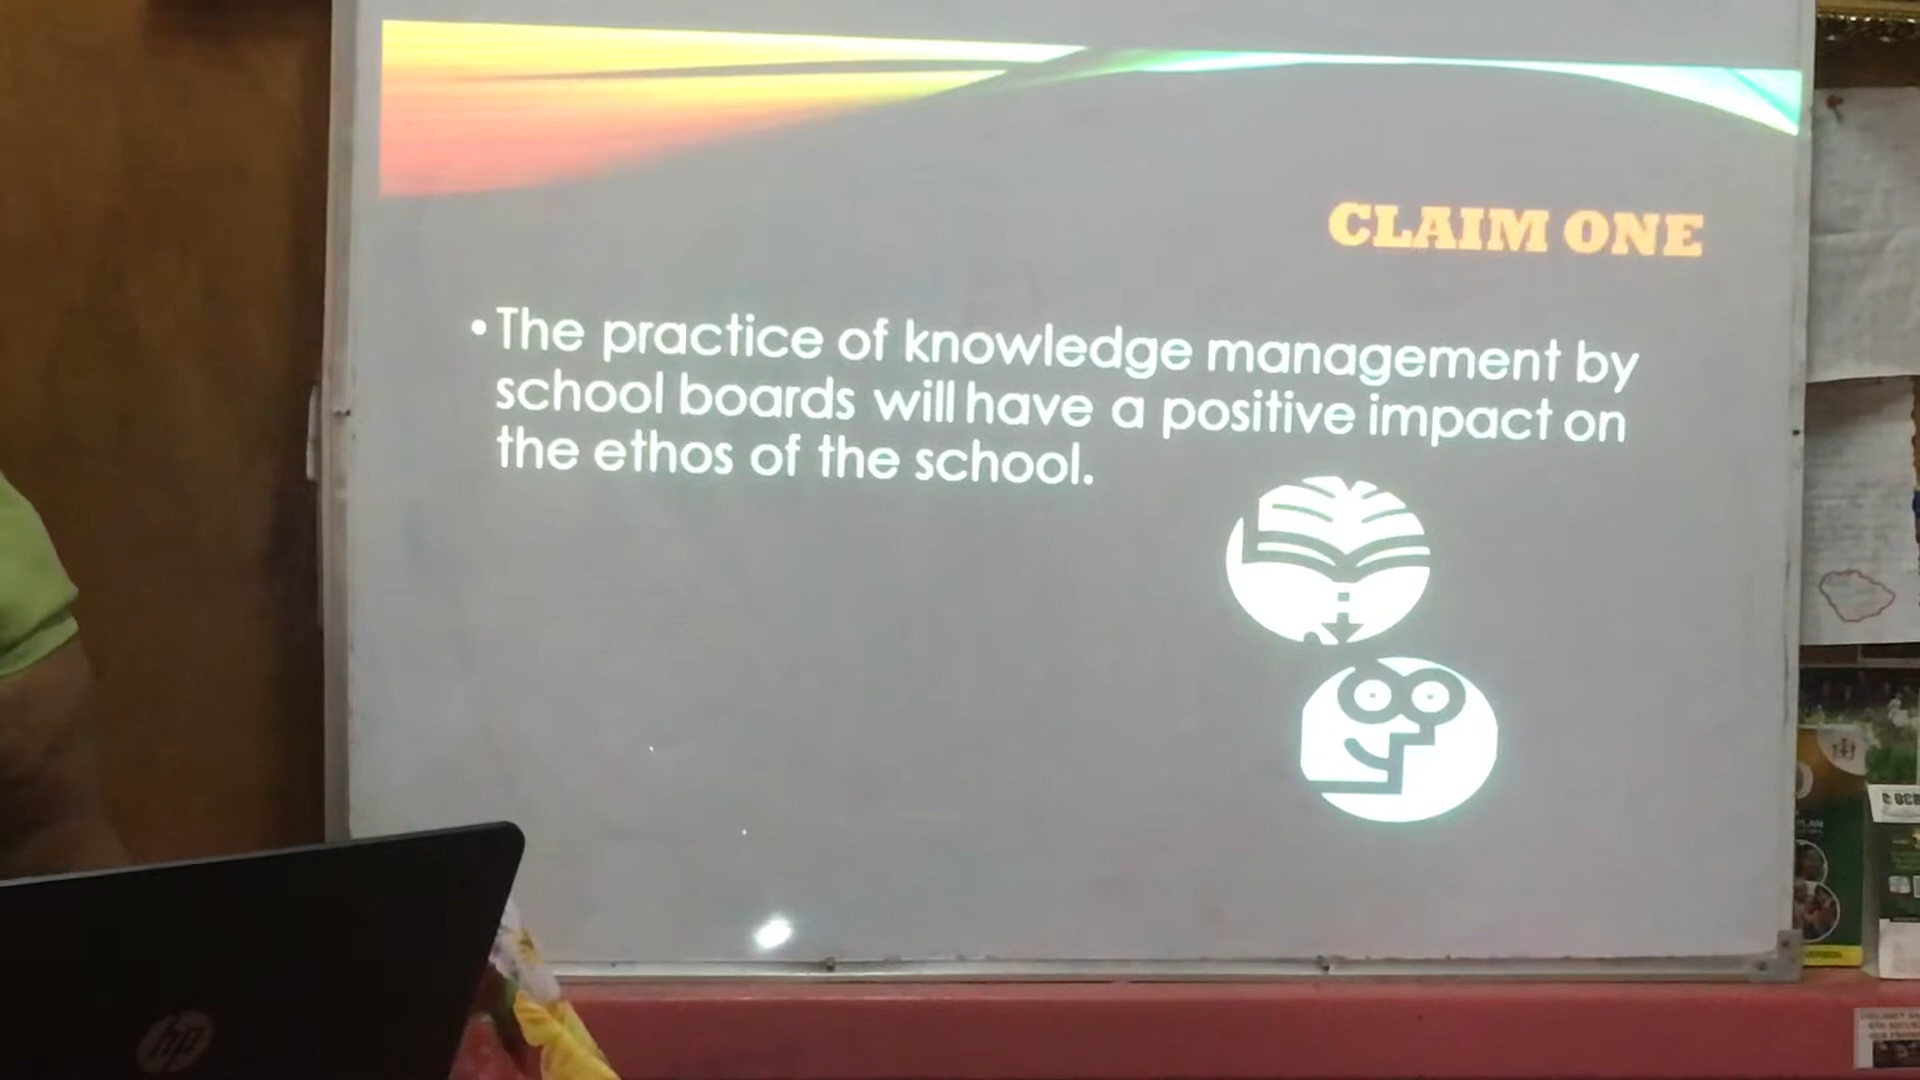 CLAIM ONE
• The practice of knowledge management by
school boards will have a positive impact on
the ethos of the school.
hp